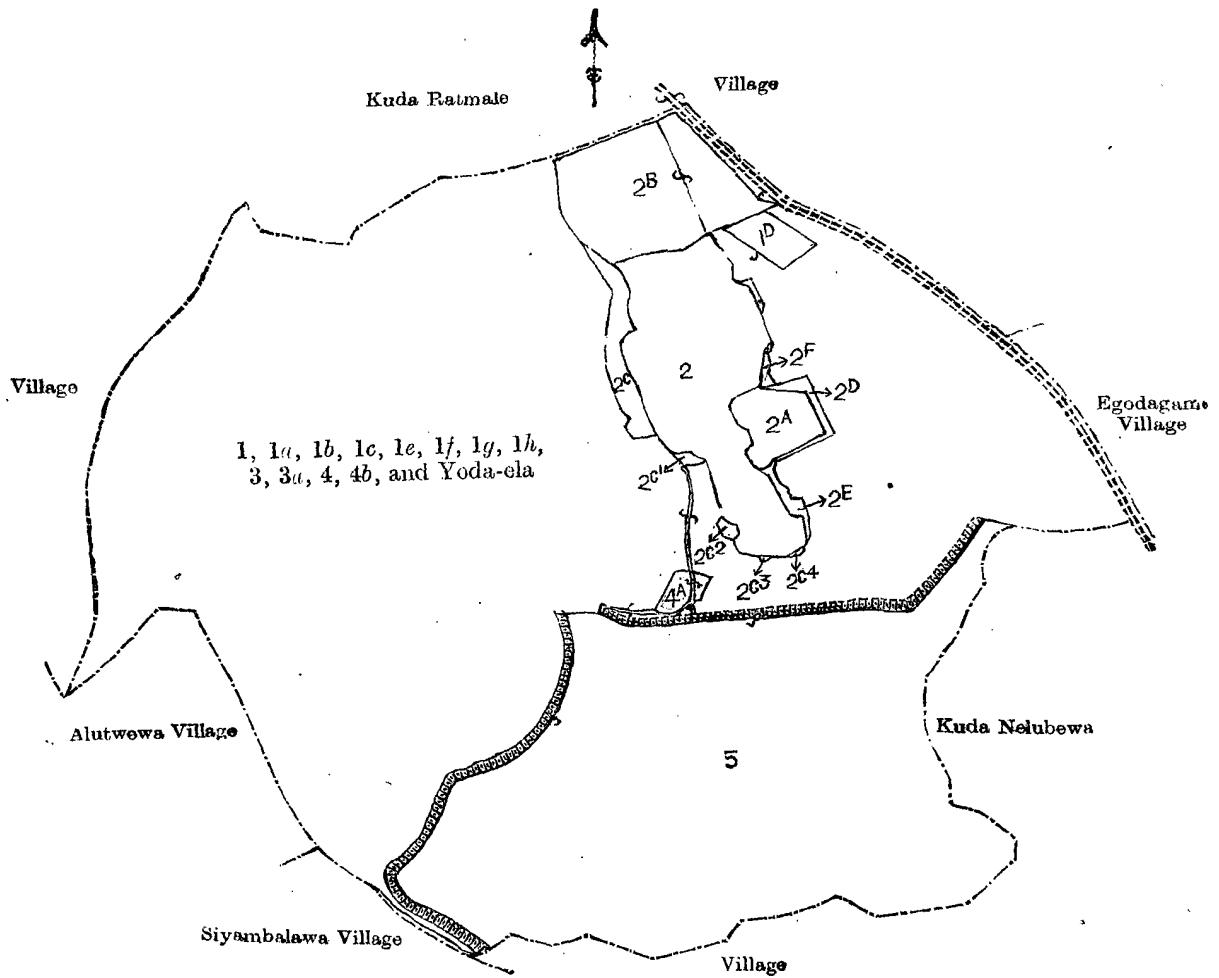 Kuda Ratmale
Village
2B
1D
2F
2C
2
2D
Village
2A
Egodagama
Village
1, 1a, 1b, 1c, 1e, 1f, 1g, 1h,
3, 3a, 4, 4b, and Yoda-ela
2C1
2E
2C2
2C3
2C4
4A
Alutwewa Village
Kuda Nelubewa
5
Siyambalawa Village
Village